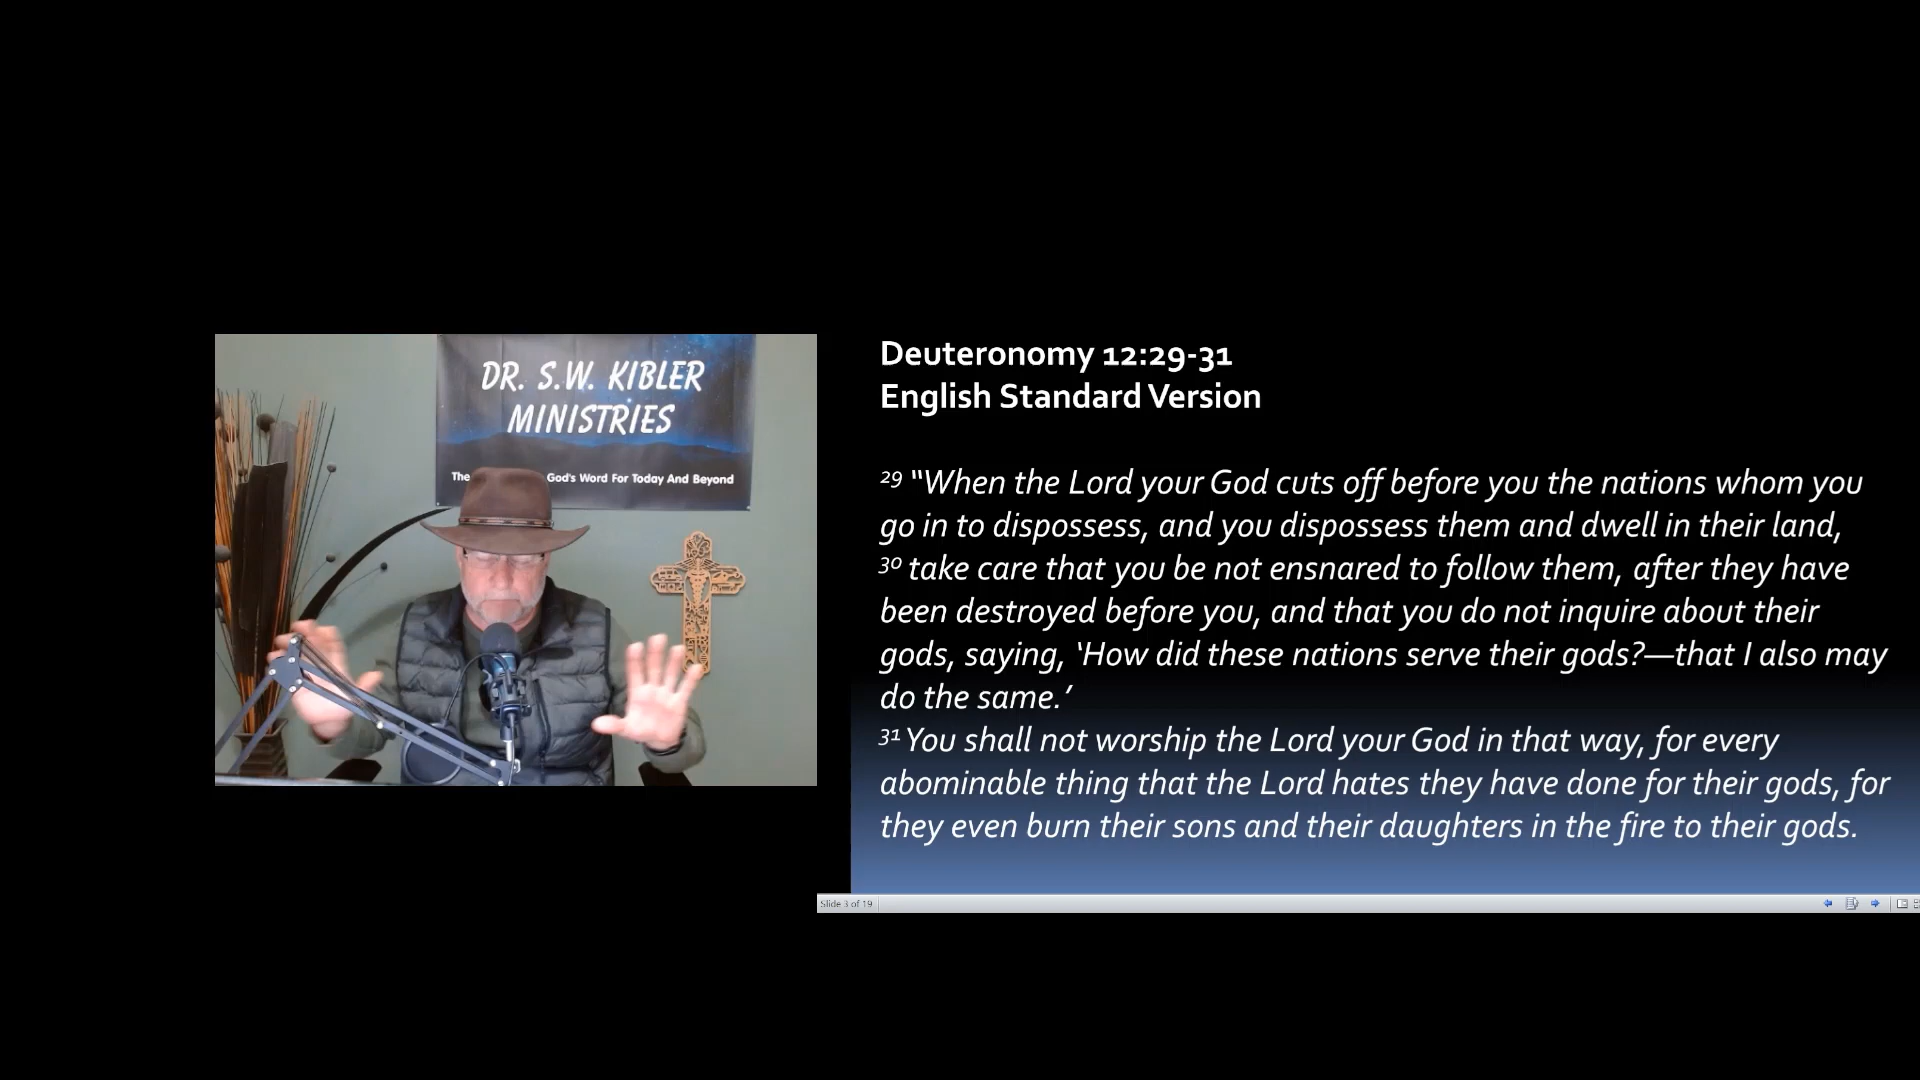 DR. S.W. KIBLER
MINISTRIES
The God's Word For Today And Beyond
Deuteronomy 12:29-31
English Standard Version
29 “When the Lord your God cuts off before you the nations whom you
go in to dispossess, and you dispossess them and dwell in their land,
30 take care that you be not ensnared to follow them, after they have
been destroyed before you, and that you do not inquire about their
gods, saying, ‘How did these nations serve their gods?—that I also may
do the same.’
31 You shall not worship the Lord your God in that way, for every
abominable thing that the Lord hates they have done for their gods, for
they even burn their sons and their daughters in the fire to their gods.
Slide 3 of 19